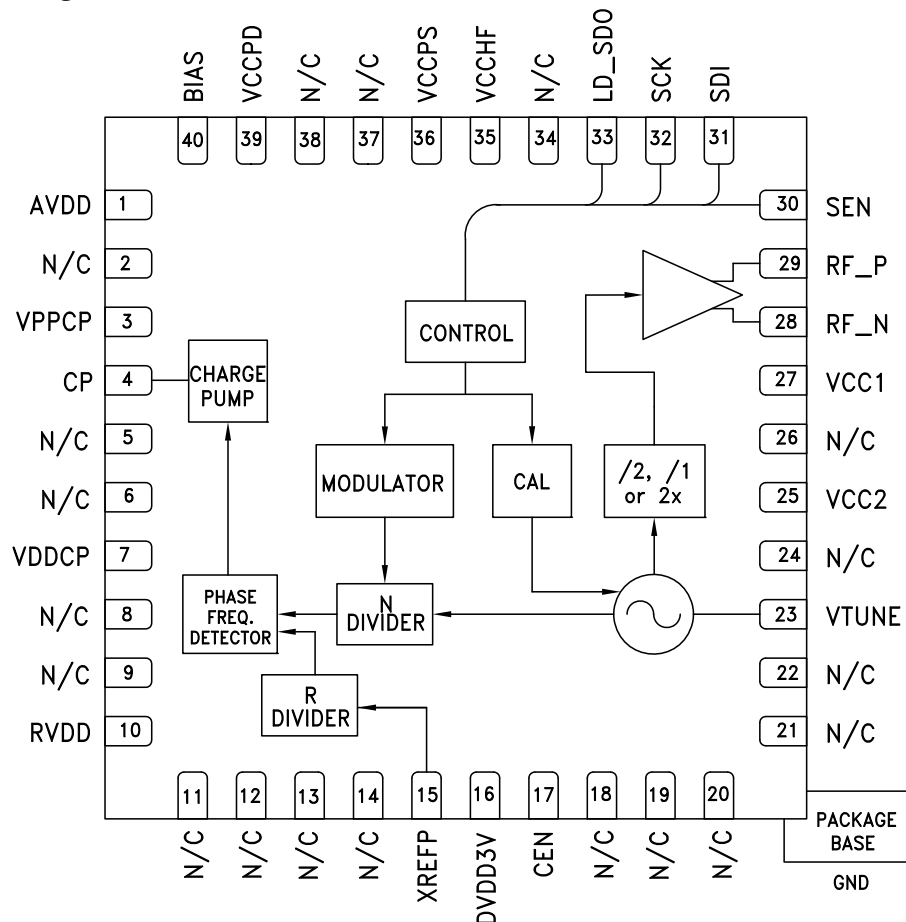 BIAS
VCCPD
N/C
N/C
VCCPS
VCCHF
N/C
LD_SDO
SCK
SDI
40
39
38
37
36
35
34
33
32
31
AVDD 1
N/C 2
VPPCP 3
CP 4
N/C 5
N/C 6
VDDCP 7
N/C 8
N/C 9
RVDD 10
30 SEN
29 RF_P
28 RF_N
27 VCC1
26 N/C
25 VCC2
24 N/C
23 VTUNE
22 N/C
21 N/C
CONTROL
CHARGE
PUMP
MODULATOR
CAL
/2, /1
or 2x
PHASE
FREQ.
DETECTOR
N
DIVIDER
R
DIVIDER
11
12
13
14
15
16
17
18
19
20
N/C
N/C
N/C
N/C
XREFP
DVDD3V
CEN
N/C
N/C
N/C
PACKAGE
BASE
GND